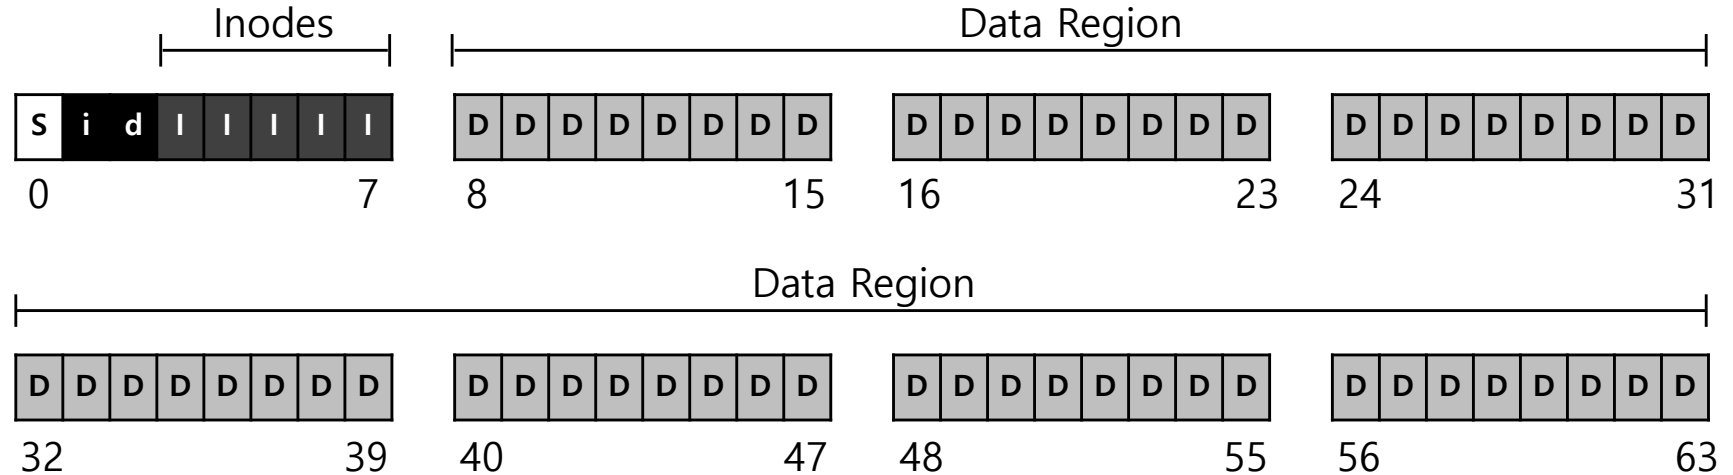 Inodes Data Region
S i d I I I I I D D D D D D D D D D D D D D D D D D D D D D D D
0 7 8 15 16 23 24 31
Data Region
D D D D D D D D D D D D D D D D D D D D D D D D D D D D D D D D
32 39 40 47 48 55 56 63